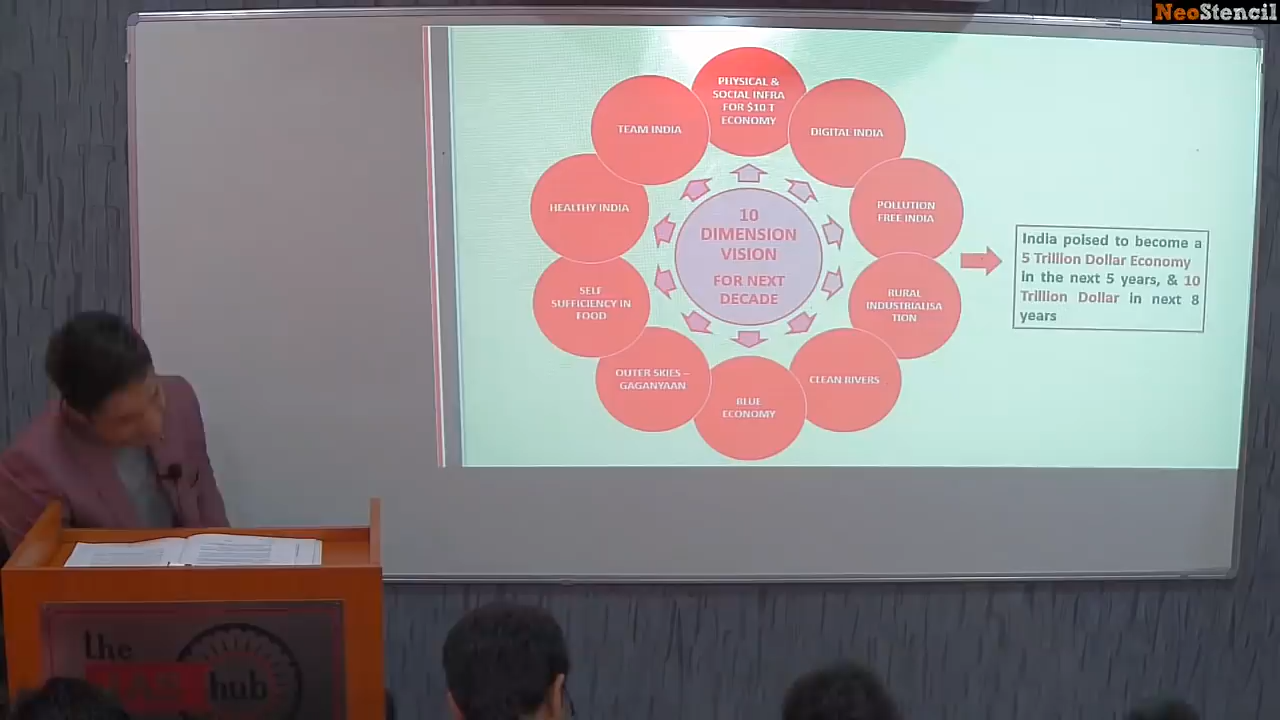 NeoStencil
PHYSICAL &
SOCIAL INFRA
FOR $10 T
ECONOMY
DIGITAL INDIA
POLLUTION
FREE INDIA
RURAL
INDUSTRIALISA
TION
CLEAN RIVERS
BLUE
ECONOMY
OUTER SKIES –
GAGANYAAN
SELF
SUFFICIENCY IN
FOOD
HEALTHY INDIA
TEAM INDIA
10
DIMENSION
VISION
FOR NEXT
DECADE
India poised to become a
5 Trillion Dollar Economy
in the next 5 years, & 10
Trillion Dollar in next 8
years
the
IAS hub